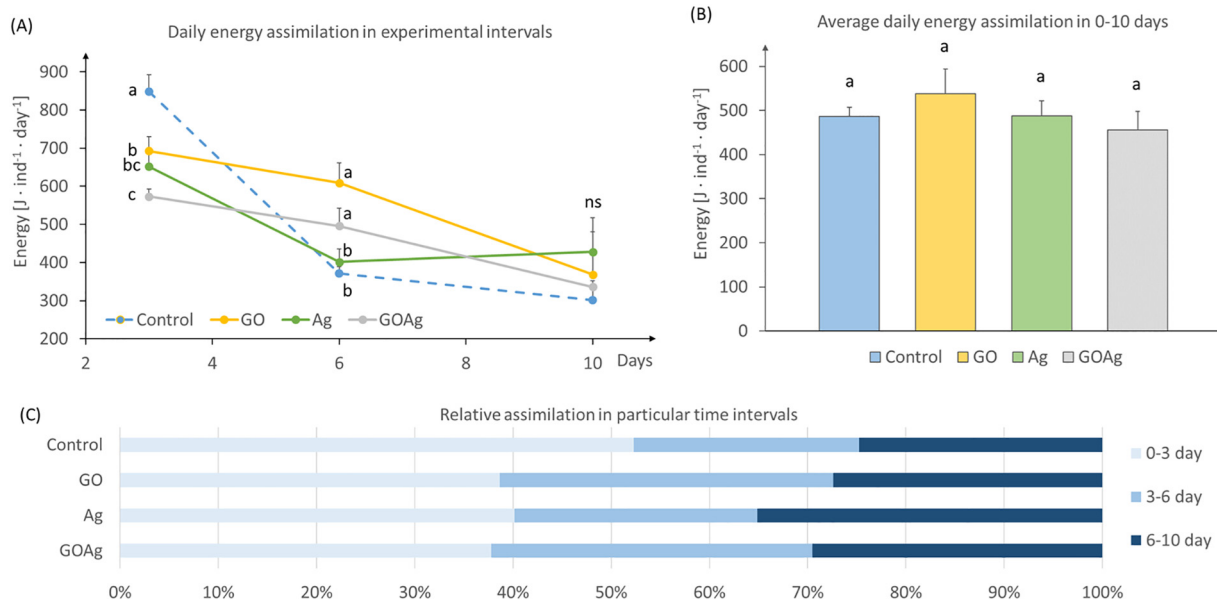 (A)
Daily energy assimilation in experimental intervals
Energy [J · ind⁻¹ · day⁻¹]
900
800
700
600
500
400
300
200
a
b
bc
c
a
a
b
b
ns
Control GO Ag GOAg
2 4 6 8 10 Days
(B)
Average daily energy assimilation in 0-10 days
Energy [J · ind⁻¹ · day⁻¹]
600
500
400
300
200
100
0
a a a a
Control GO Ag GOAg
(C)
Relative assimilation in particular time intervals
Control
GO
Ag
GOAg
0% 10% 20% 30% 40% 50% 60% 70% 80% 90% 100%
0-3 day
3-6 day
6-10 day